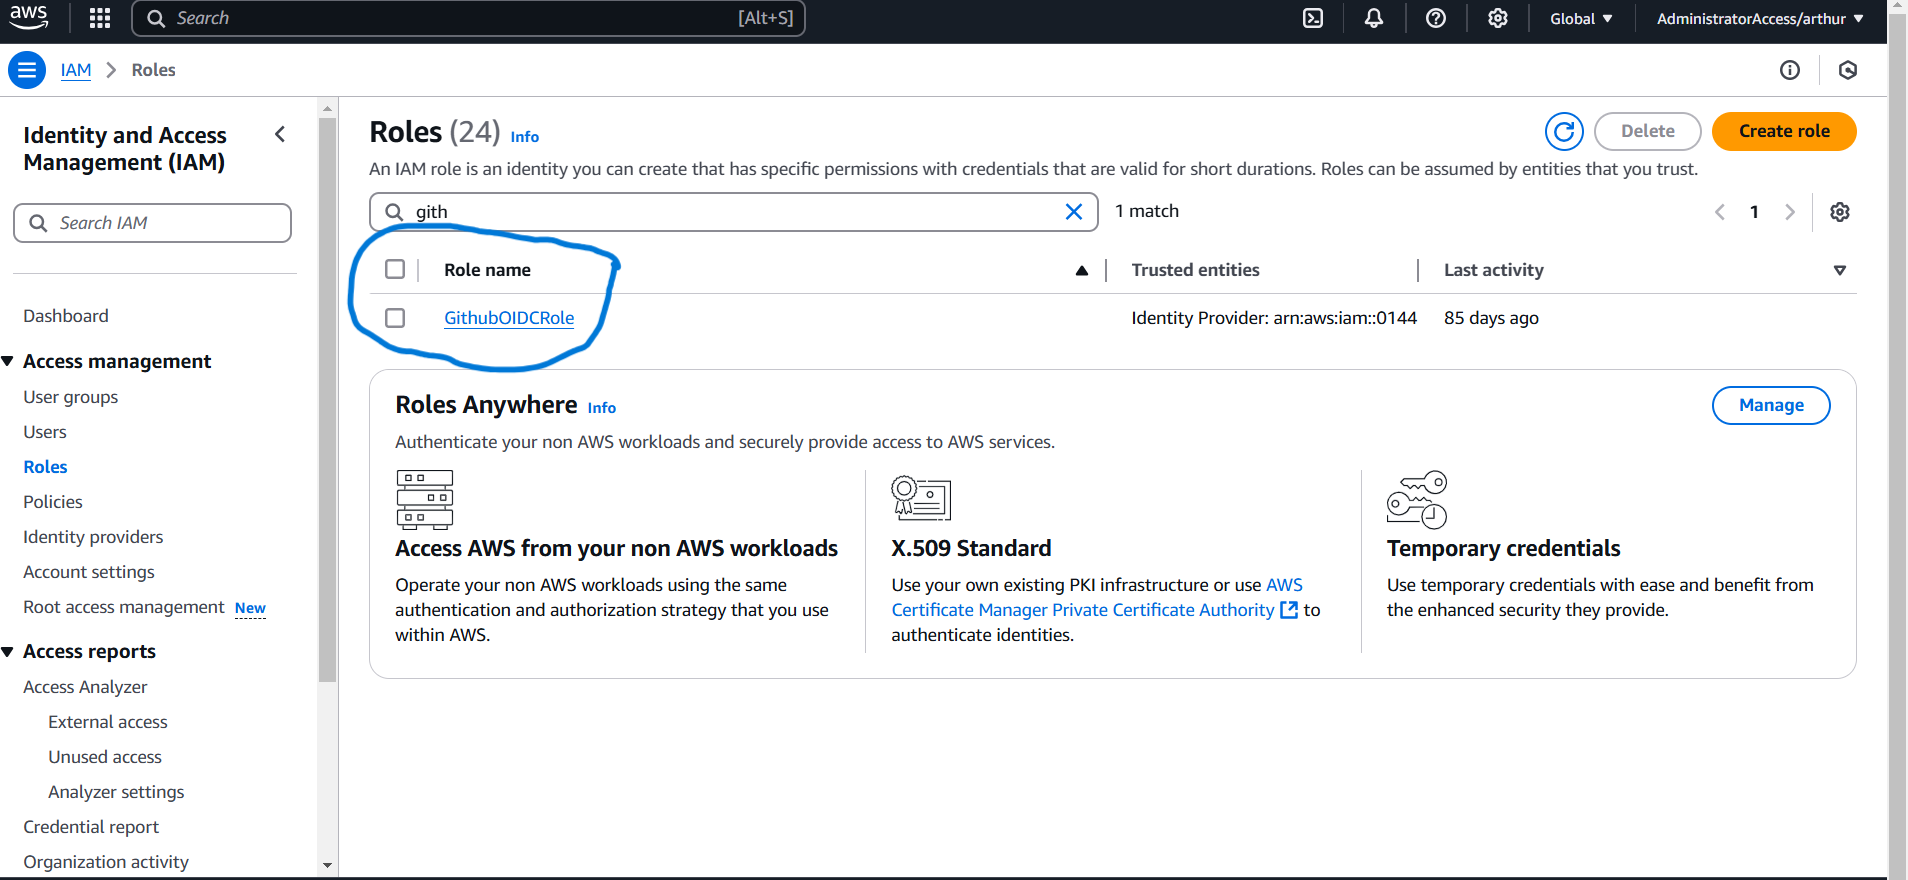 aws
Search [Alt+S] Global AdministratorAccess/arthur
IAM Roles
Identity and Access
Management (IAM)
Search IAM
Dashboard
Access management
User groups
Users
Roles
Policies
Identity providers
Account settings
Root access management New
Access reports
Access Analyzer
External access
Unused access
Analyzer settings
Credential report
Organization activity
Roles (24) Info
Delete
Create role
An IAM role is an identity you can create that has specific permissions with credentials that are valid for short durations. Roles can be assumed by entities that you trust.
gith
1 match
1
Role name Trusted entities Last activity
GithubOIDCRole Identity Provider: arn:aws:iam::0144 85 days ago
Roles Anywhere Info
Manage
Authenticate your non AWS workloads and securely provide access to AWS services.
Access AWS from your non AWS workloads
Operate your non AWS workloads using the same
authentication and authorization strategy that you use
within AWS.
X.509 Standard
Use your own existing PKI infrastructure or use AWS
Certificate Manager Private Certificate Authority to
authenticate identities.
Temporary credentials
Use temporary credentials with ease and benefit from
the enhanced security they provide.